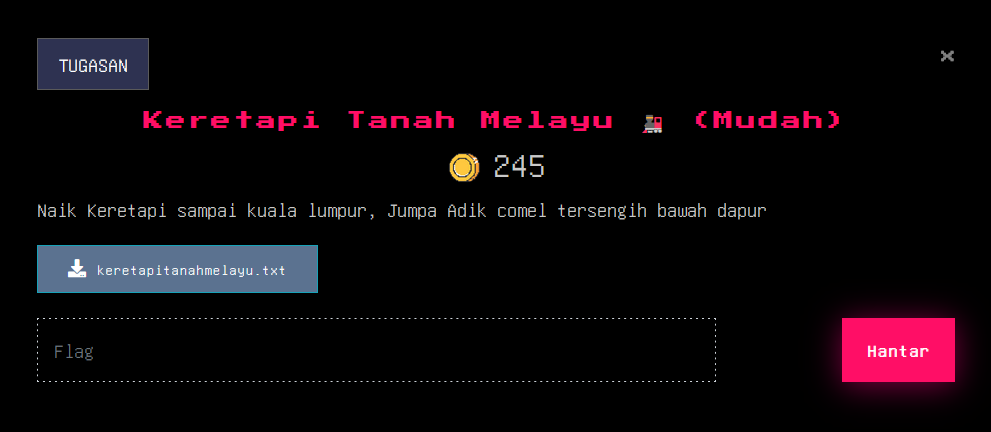 TUGASAN
×
Keretapi Tanah Melayu 🚂 (Mudah)
245
Naik Keretapi sampai kuala lumpur, Jumpa Adik comel tersengih bawah dapur
keretapitanahmelayu.txt
Flag
Hantar